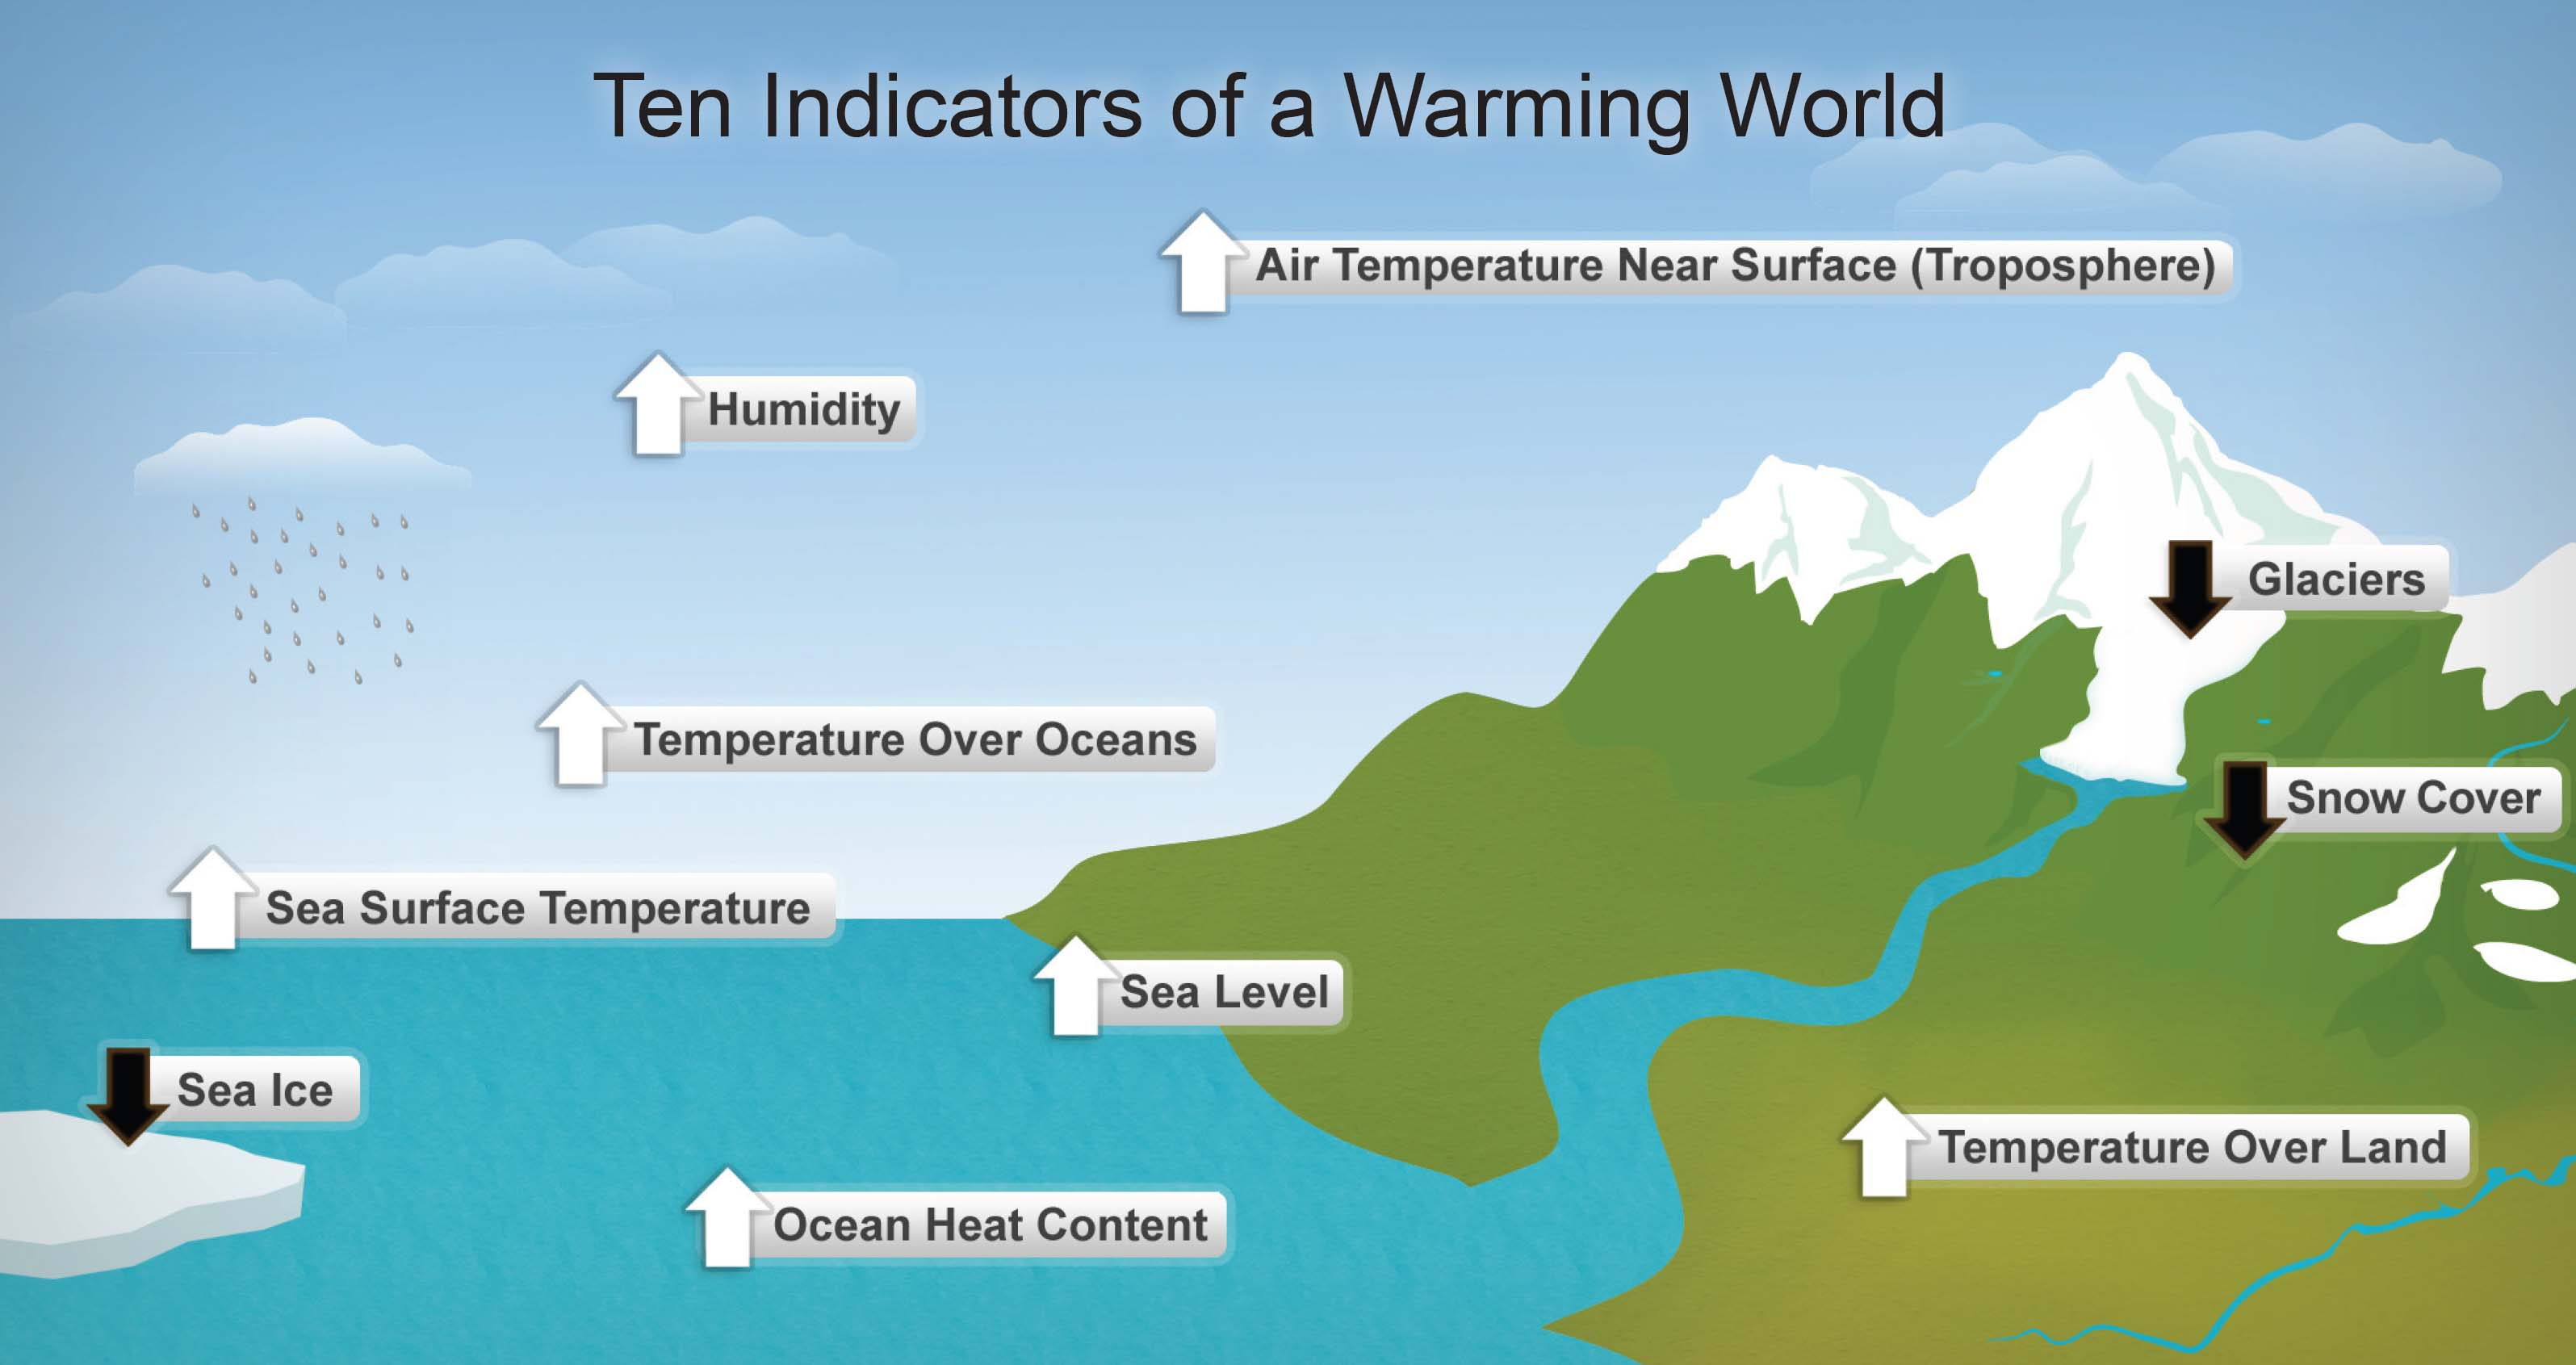 Ten Indicators of a Warming World
Air Temperature Near Surface (Troposphere)
Humidity
Glaciers
Temperature Over Oceans
Snow Cover
Sea Surface Temperature
Sea Level
Sea Ice
Temperature Over Land
Ocean Heat Content